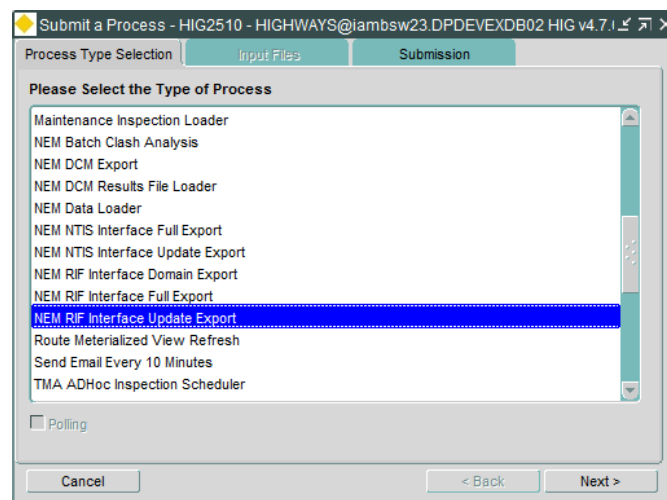 Submit a Process - HIG2510 - HIGHWAYS@iambsw23.DPDEVEXDB02 HIG v4.7.
Process Type Selection
Input Files
Submission
Please Select the Type of Process
Maintenance Inspection Loader
NEM Batch Clash Analysis
NEM DCM Export
NEM DCM Results File Loader
NEM Data Loader
NEM NTIS Interface Full Export
NEM NTIS Interface Update Export
NEM RIF Interface Domain Export
NEM RIF Interface Full Export
NEM RIF Interface Update Export
Route Meterialized View Refresh
Send Email Every 10 Minutes
TMA ADHoc Inspection Scheduler
Polling
Cancel
< Back
Next >